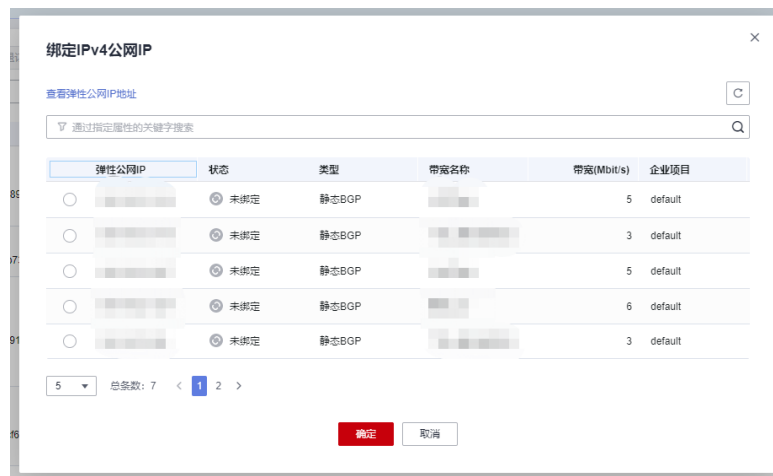 绑定IPv4公网IP
查看弹性公网IP地址
通过指定属性的关键字搜索
弹性公网IP 状态 类型 带宽名称 带宽(Mbit/s) 企业项目
未绑定 静态BGP 5 default
未绑定 静态BGP 3 default
未绑定 静态BGP 5 default
未绑定 静态BGP 6 default
未绑定 静态BGP 3 default
5 总条数: 7 1 2
确定 取消